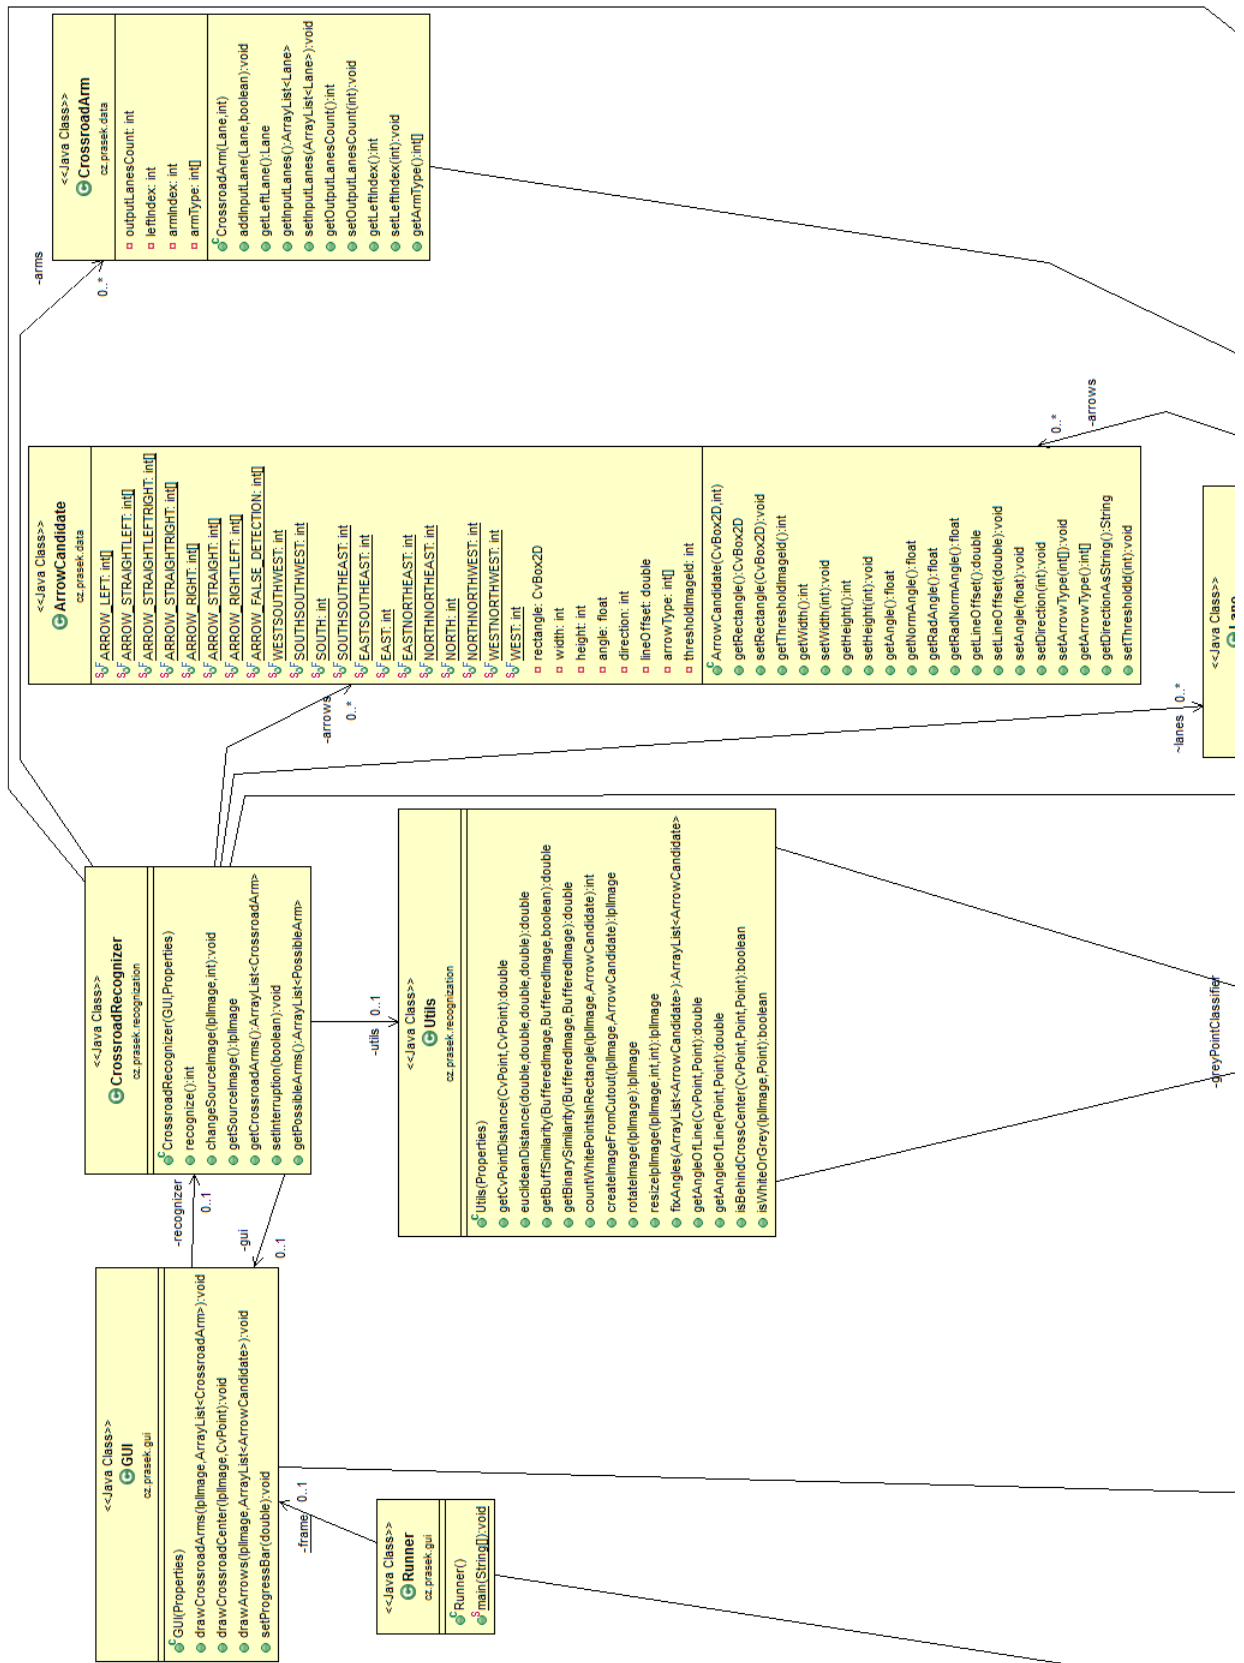 <<Java Class>>
GUI
cz.prasek.gui
GUI(Properties)
drawCrossroadArms(IplImage,ArrayList<CrossroadArm>):void
drawCrossroadCenter(IplImage,CvPoint):void
drawArrows(IplImage,ArrayList<ArrowCandidate>):void
setProgressBar(double):void
-recognizer
0..1
-gui
0..1
<<Java Class>>
CrossroadRecognizer
cz.prasek.recognization
CrossroadRecognizer(GUI,Properties)
recognize():int
changeSourceImage(IplImage,int):void
getSourceImage():IplImage
getCrossroadArms():ArrayList<CrossroadArm>
setInterruption(boolean):void
getPossibleArms():ArrayList<PossibleArm>
-arms
0..*
<<Java Class>>
CrossroadArm
cz.prasek.data
outputLanesCount: int
leftIndex: int
armIndex: int
armType: int[]
CrossroadArm(Lane,int)
addInputLane(Lane,boolean):void
getLeftLane():Lane
getInputLanes():ArrayList<Lane>
setInputLanes(ArrayList<Lane>):void
getOutputLanesCount():int
setOutputLanesCount(int):void
getLeftIndex():int
setLeftIndex(int):void
getArmType():int[]
<<Java Class>>
ArrowCandidate
cz.prasek.data
ARROW_LEFT: int[]
ARROW_STRAIGHTLEFT: int[]
ARROW_STRAIGHTLEFTRIGHT: int[]
ARROW_STRAIGHTRIGHT: int[]
ARROW_RIGHT: int[]
ARROW_STRAIGHT: int[]
ARROW_RIGHTLEFT: int[]
ARROW_FALSE_DETECTION: int[]
WESTSOUTHWEST: int
SOUTHSOUTHWEST: int
SOUTH: int
SOUTHSOUTHEAST: int
EASTSOUTHEAST: int
EAST: int
EASTNORTHEAST: int
NORTHNORTHEAST: int
NORTH: int
NORTHNORTHWEST: int
WESTNORTHWEST: int
WEST: int
rectangle: CvBox2D
width: int
height: int
angle: float
direction: int
lineOffset: double
arrowType: int[]
thresholdImageId: int
ArrowCandidate(CvBox2D,int)
getRectangle():CvBox2D
setRectangle(CvBox2D):void
getThresholdImageId():int
getWidth():int
setWidth(int):void
getHeight():int
setHeight(int):void
getAngle():float
getNormAngle():float
getRadAngle():float
getRadNormAngle():float
getLineOffset():double
setLineOffset(double):void
setAngle(float):void
setDirection(int):void
setArrowType(int[]):void
getArrowType():int[]
getDirectionAsString():String
setThresholdId(int):void
-arrows
0..*
-arrows
0..*
-utils
0..1
<<Java Class>>
Utils
cz.prasek.recognization
Utils(Properties)
getCvPointDistance(CvPoint,CvPoint):double
euclideanDistance(double,double,double,double):double
getBuffSimilarity(BufferedImage,BufferedImage,boolean):double
getBinarySimilarity(BufferedImage,BufferedImage):double
countWhitePointsInRectangle(IplImage,ArrowCandidate):int
createImageFromCutout(IplImage,ArrowCandidate):IplImage
rotateImage(IplImage):IplImage
resizeIplImage(IplImage,int,int):IplImage
fixAngles(ArrayList<ArrowCandidate>):ArrayList<ArrowCandidate>
getAngleOfLine(CvPoint,Point):double
getAngleOfLine(Point,Point):double
isBehindCrossCenter(CvPoint,Point,Point):boolean
isWhiteOrGrey(IplImage,Point):boolean
-frame
0..1
<<Java Class>>
Runner
cz.prasek.gui
Runner()
main(String[]):void
-greyPointClassifier
~lanes
0..*
<<Java Class>>
Lane